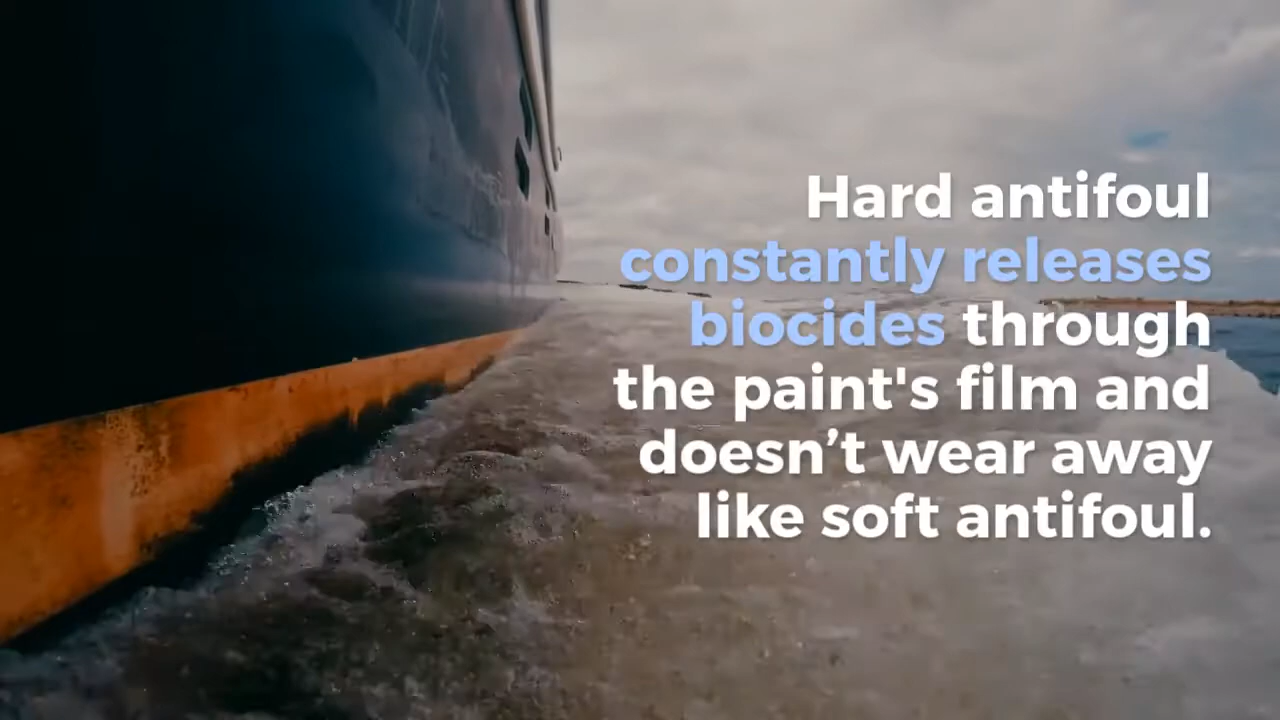 Hard antifoul
constantly releases
biocides through
the paint's film and
doesn’t wear away
like soft antifoul.